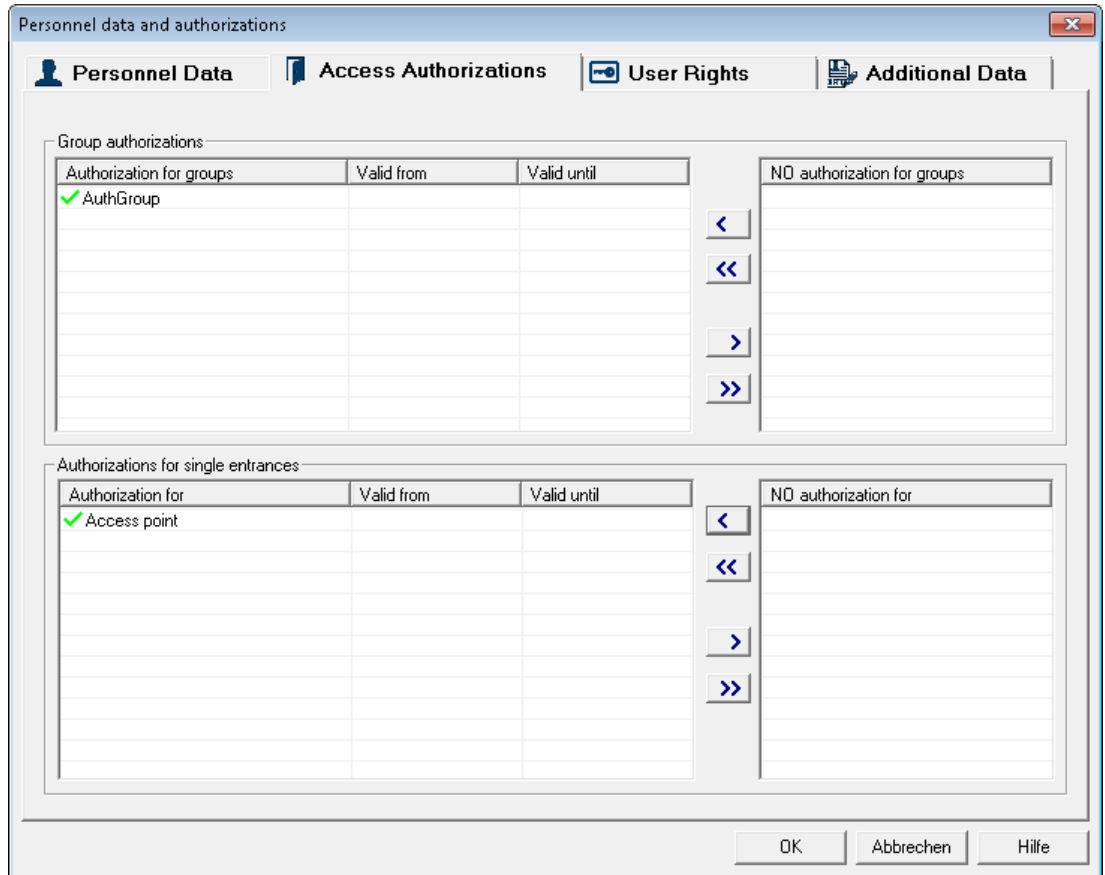 Personnel data and authorizations
Personnel Data Access Authorizations User Rights Additional Data
Group authorizations
Authorization for groups Valid from Valid until NO authorization for groups
AuthGroup
<
<<
>
>>
Authorizations for single entrances
Authorization for Valid from Valid until NO authorization for
Access point
<
<<
>
>>
OK Abbrechen Hilfe